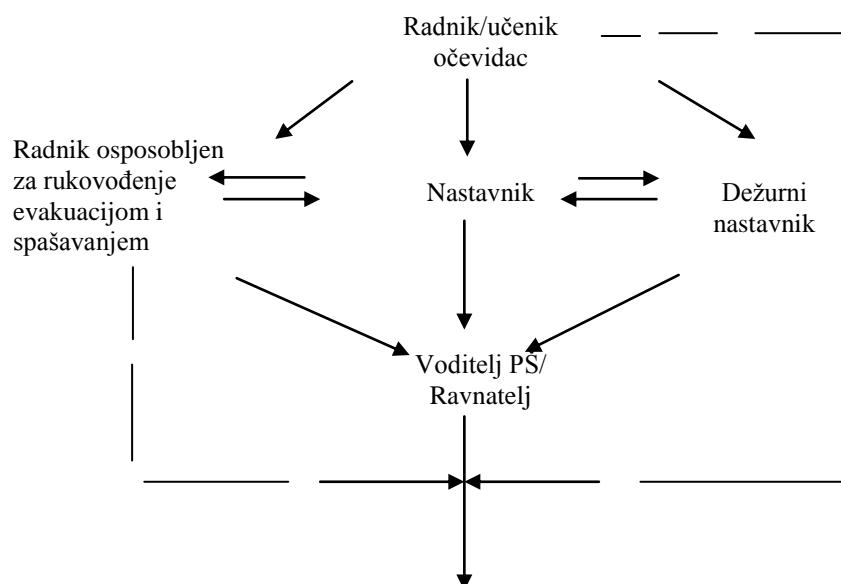 Radnik/učenik
očevidac
Radnik osposobljen
za rukovođenje
evakuacijom i
spašavanjem
Nastavnik
Dežurni
nastavnik
Voditelj PŠ/
Ravnatelj